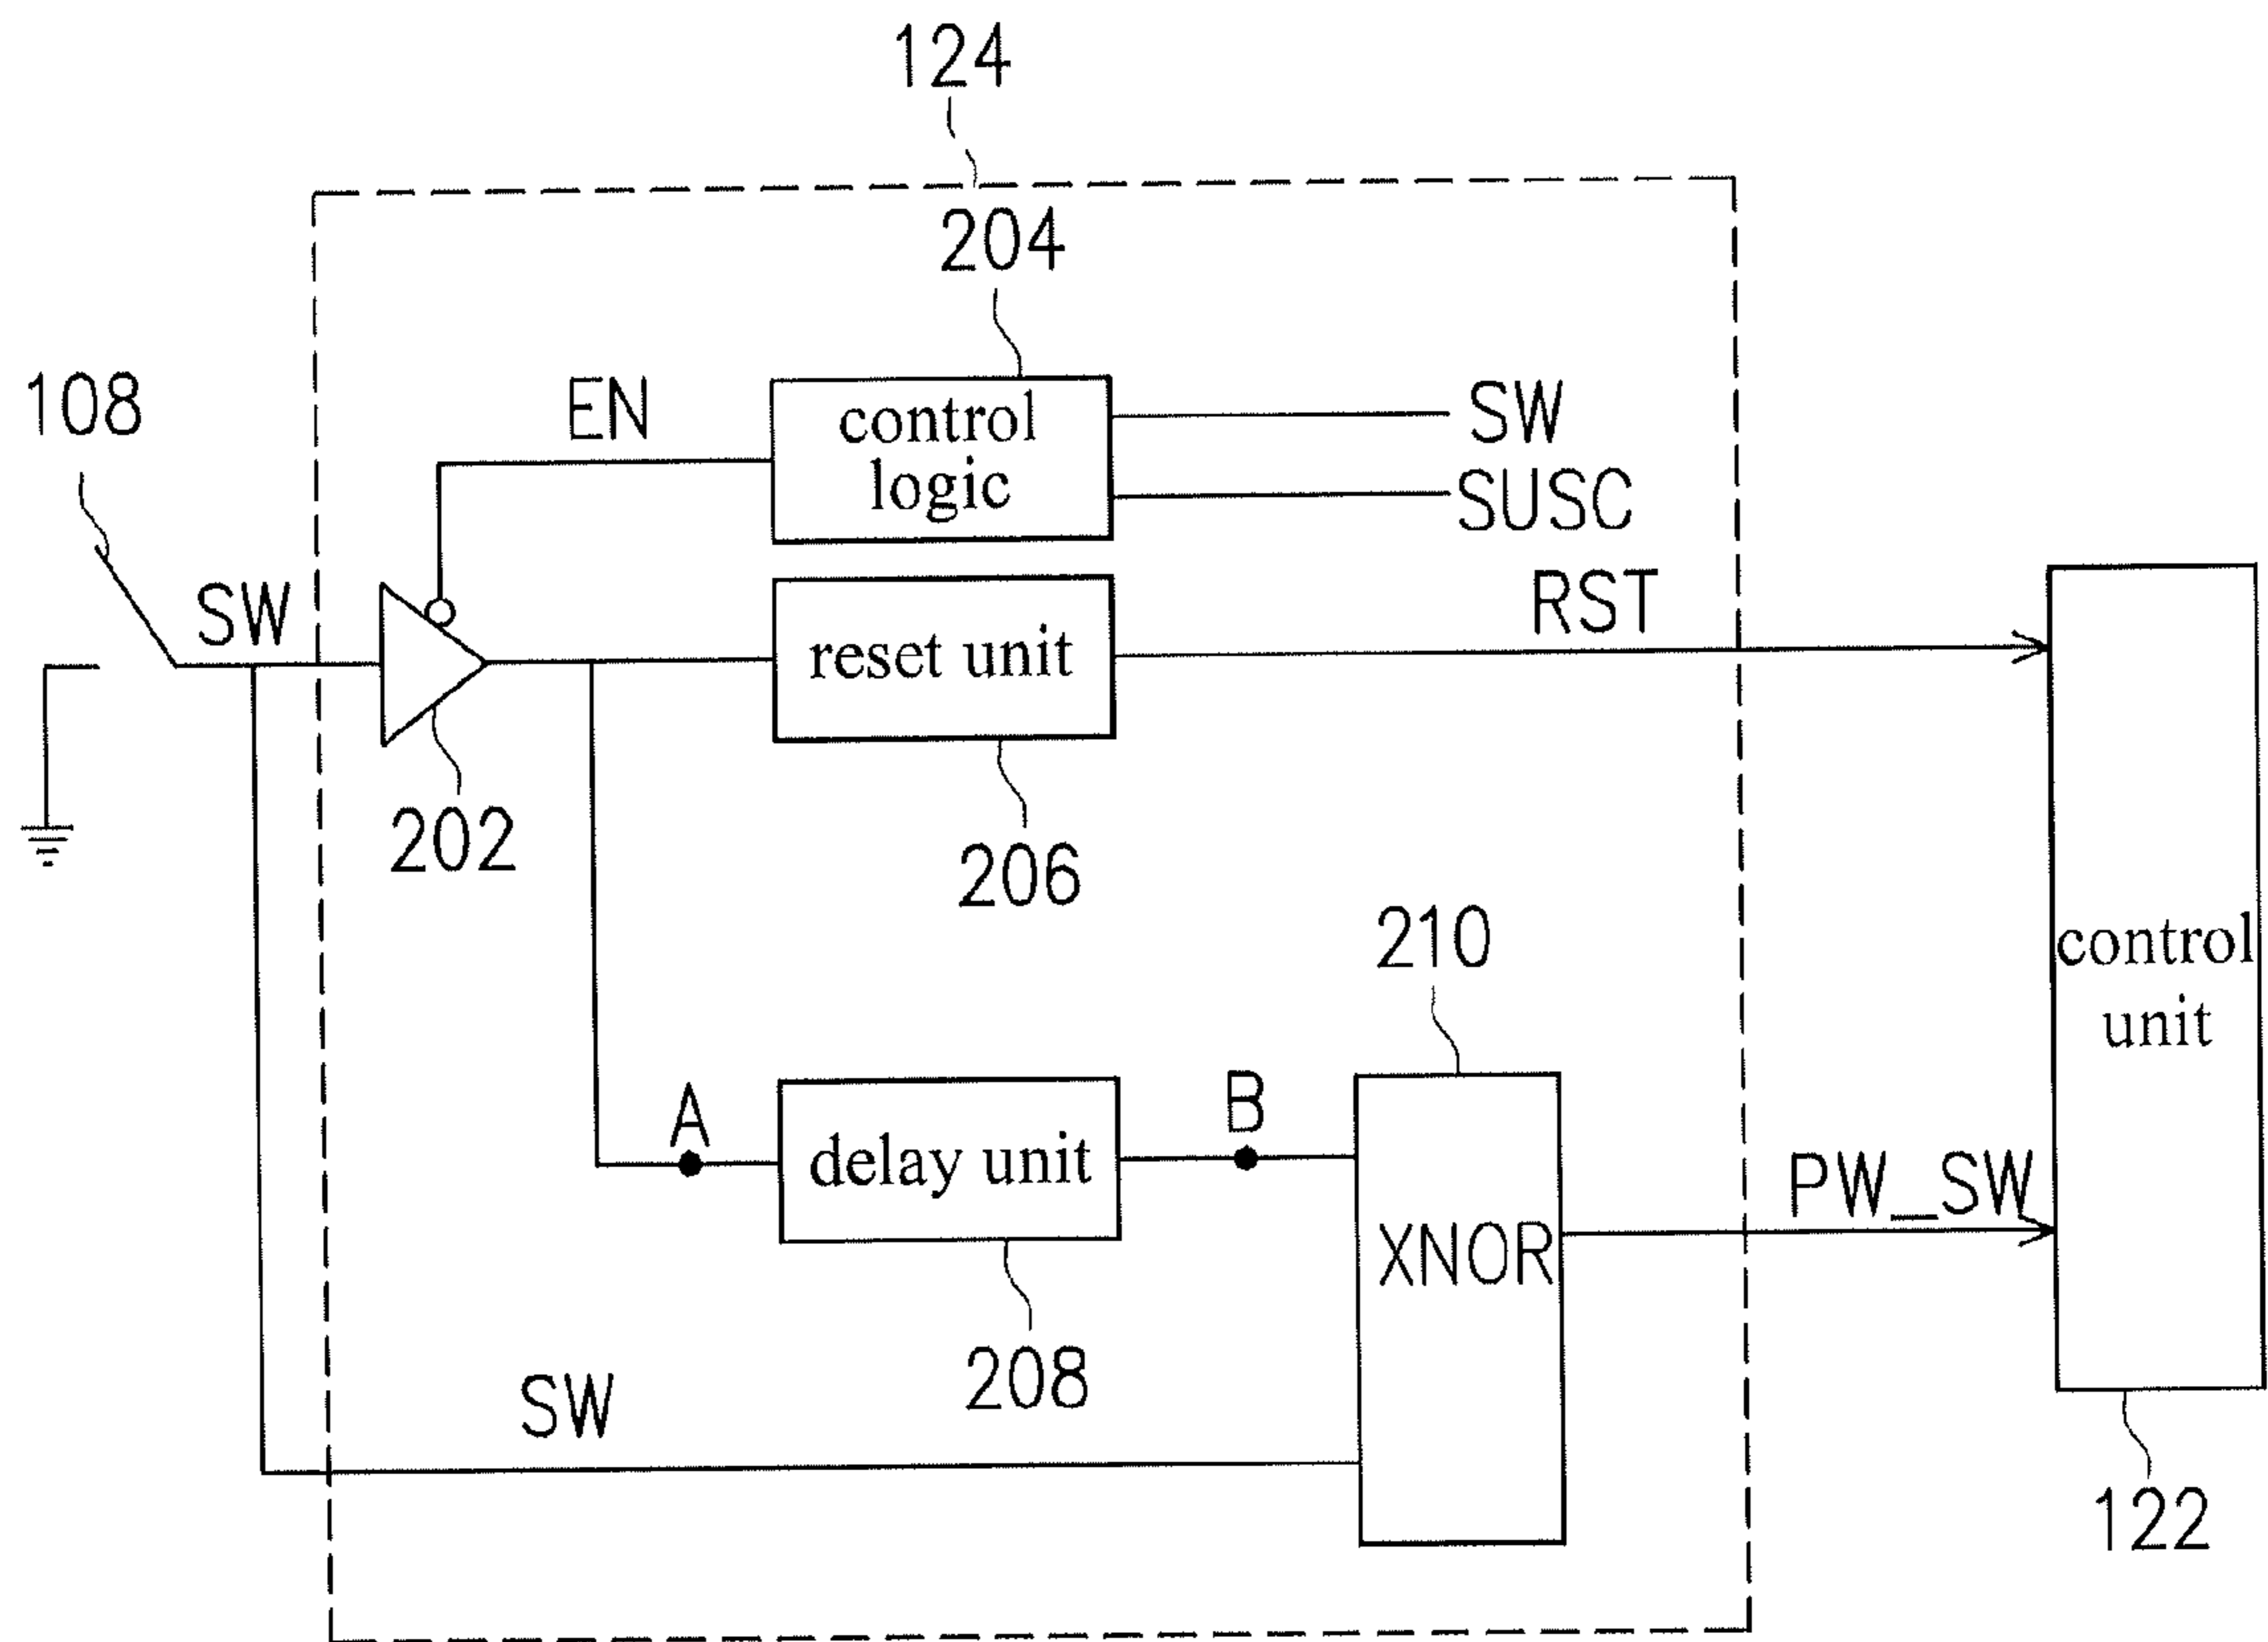 124
204
108
EN
control
logic
SW
SUSC
SW
RST
reset unit
202
206
210
control
unit
A
delay unit
B
XNOR
PW_SW
208
SW
122